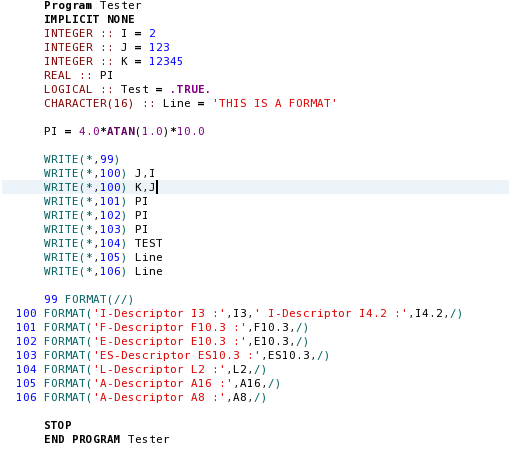 Program Tester
IMPLICIT NONE
INTEGER :: I = 2
INTEGER :: J = 123
INTEGER :: K = 12345
REAL :: PI
LOGICAL :: Test = .TRUE.
CHARACTER(16) :: Line = 'THIS IS A FORMAT'
PI = 4.0*ATAN(1.0)*10.0
WRITE(*,99)
WRITE(*,100) J,I
WRITE(*,100) K,J
WRITE(*,101) PI
WRITE(*,102) PI
WRITE(*,103) PI
WRITE(*,104) TEST
WRITE(*,105) Line
WRITE(*,106) Line
99 FORMAT(//)
100 FORMAT('I-Descriptor I3 :',I3,' I-Descriptor I4.2 :',I4.2,/)
101 FORMAT('F-Descriptor F10.3 :',F10.3,/)
102 FORMAT('E-Descriptor E10.3 :',E10.3,/)
103 FORMAT('ES-Descriptor ES10.3 :',ES10.3,/)
104 FORMAT('L-Descriptor L2 :',L2,/)
105 FORMAT('A-Descriptor A16 :',A16,/)
106 FORMAT('A-Descriptor A8 :',A8,/)
STOP
END PROGRAM Tester